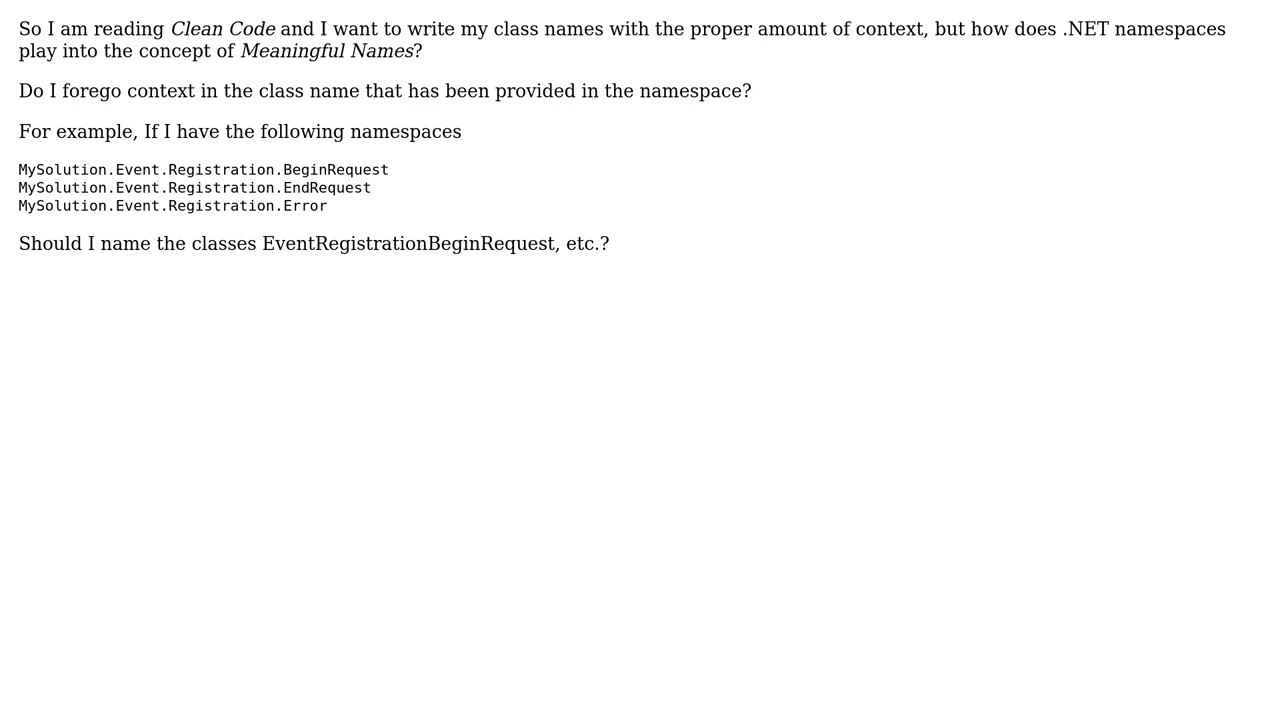 So I am reading Clean Code and I want to write my class names with the proper amount of context, but how does .NET namespaces
play into the concept of Meaningful Names?
Do I forego context in the class name that has been provided in the namespace?
For example, If I have the following namespaces
MySolution.Event.Registration.BeginRequest
MySolution.Event.Registration.EndRequest
MySolution.Event.Registration.Error
Should I name the classes EventRegistrationBeginRequest, etc.?